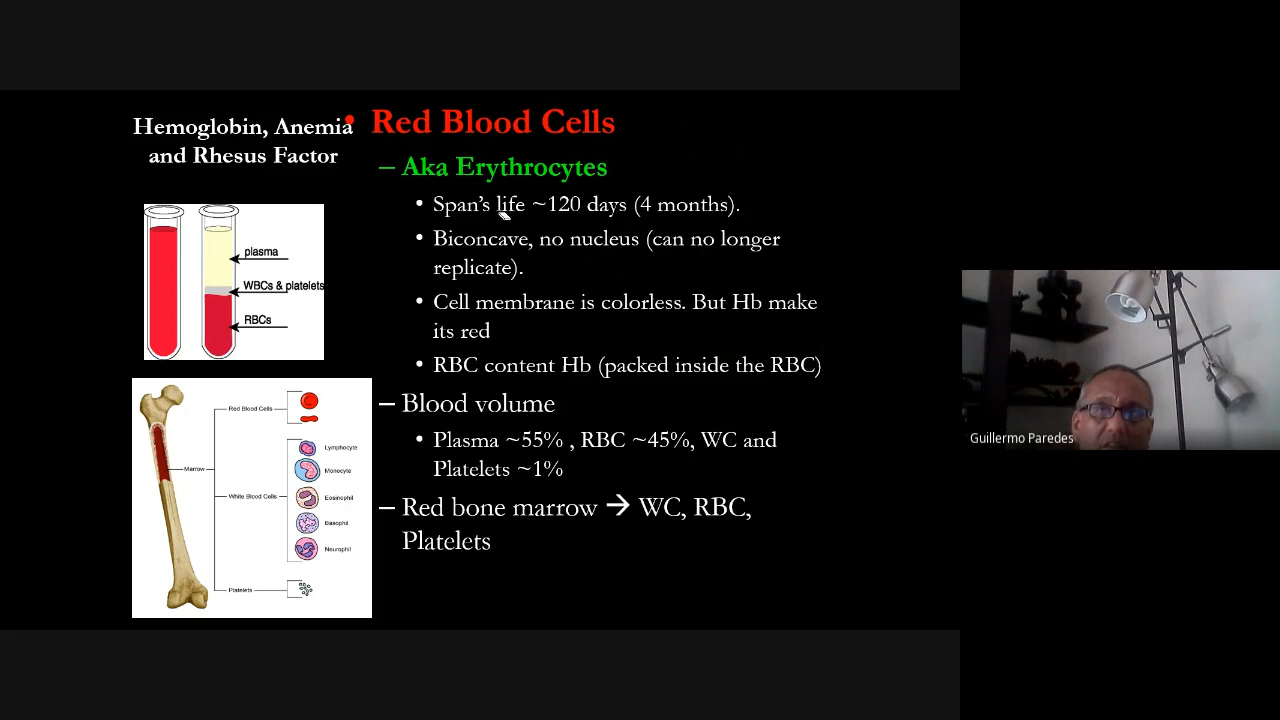 Hemoglobin, Anemia
and Rhesus Factor
plasma
WBCs & platelets
RBCs
Red Blood Cells
Marrow
White Blood Cells
Platelets
Lymphocyte
Monocyte
Eosinophil
Basophil
Neurophil
• Red Blood Cells
– Aka Erythrocytes
• Span's life ~120 days (4 months).
• Biconcave, no nucleus (can no longer
replicate).
• Cell membrane is colorless. But Hb make
its red
• RBC content Hb (packed inside the RBC)
– Blood volume
• Plasma ~55% , RBC ~45%, WC and
Platelets ~1%
– Red bone marrow → WC, RBC,
Platelets
Guillermo Paredes